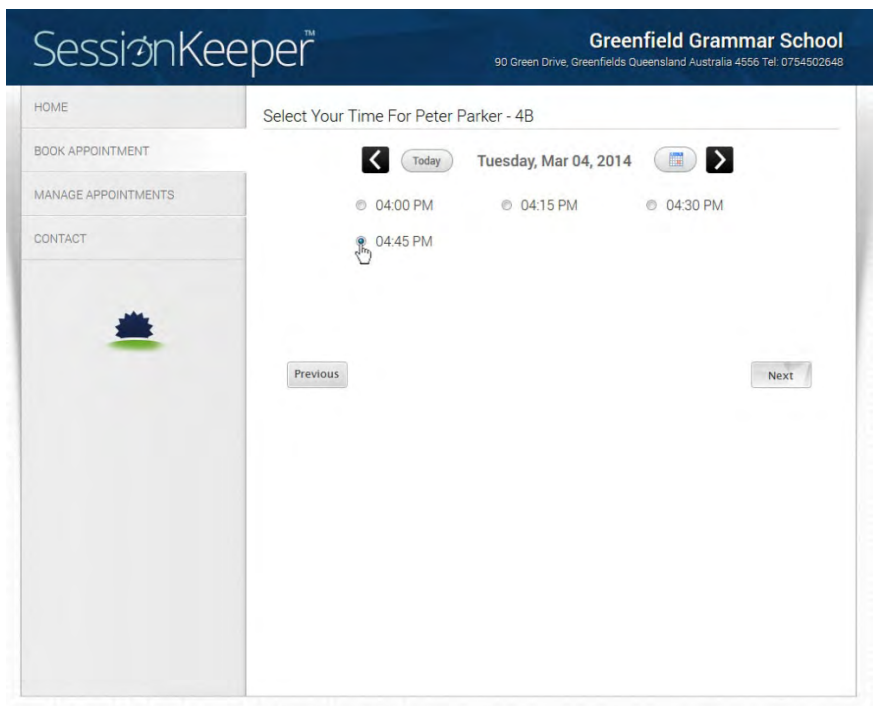 SessionKeeper™
Greenfield Grammar School
90 Green Drive, Greenfields Queensland Australia 4556 Tel: 0754502648
HOME
BOOK APPOINTMENT
MANAGE APPOINTMENTS
CONTACT
Select Your Time For Peter Parker - 4B
Today Tuesday, Mar 04, 2014
04:00 PM 04:15 PM 04:30 PM
04:45 PM
Previous Next